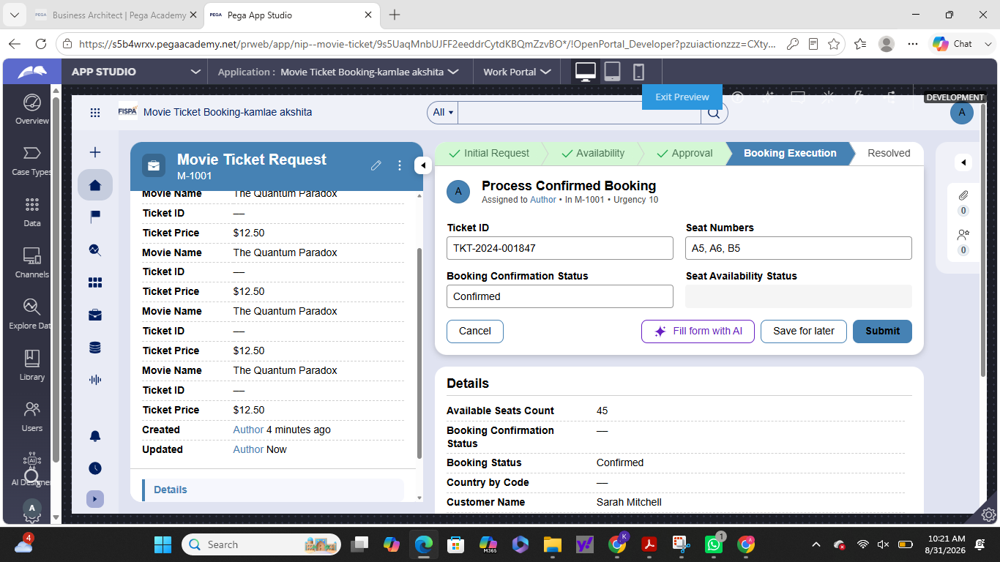 Business Architect | Pega Academy
PEGA Pega App Studio
https://s5b4wrxv.pegaacademy.net/prweb/app/nip--movie-ticket/9s5UaqMnbUJFF2eeddrCytdKBQmZzvBO*/!OpenPortal_Developer?pzuiactionzzz=CXty...
Chat
APP STUDIO
Application : Movie Ticket Booking-kamlae akshita
Work Portal
Exit Preview
DEVELOPMENT
Overview
Case Types
Data
Channels
Explore Dat
Library
Users
AI
AI Designer
A
FISPA
Movie Ticket Booking-kamlae akshita
All
A
Movie Ticket Request
M-1001
Movie Name The Quantum Paradox
Ticket ID —
Ticket Price $12.50
Movie Name The Quantum Paradox
Ticket ID —
Ticket Price $12.50
Movie Name The Quantum Paradox
Ticket ID —
Ticket Price $12.50
Movie Name The Quantum Paradox
Ticket ID —
Ticket Price $12.50
Created Author 4 minutes ago
Updated Author Now
Details
Initial Request Availability Approval Booking Execution Resolved
A
Process Confirmed Booking
Assigned to Author • In M-1001 • Urgency 10
Ticket ID Seat Numbers
TKT-2024-001847 A5, A6, B5
Booking Confirmation Status Seat Availability Status
Confirmed
Cancel Fill form with AI Save for later Submit
Details
Available Seats Count 45
Booking Confirmation Status —
Booking Status Confirmed
Country by Code —
Customer Name Sarah Mitchell
0
0
4
Search
M365
K
1
A
10:21 AM
8/31/2026